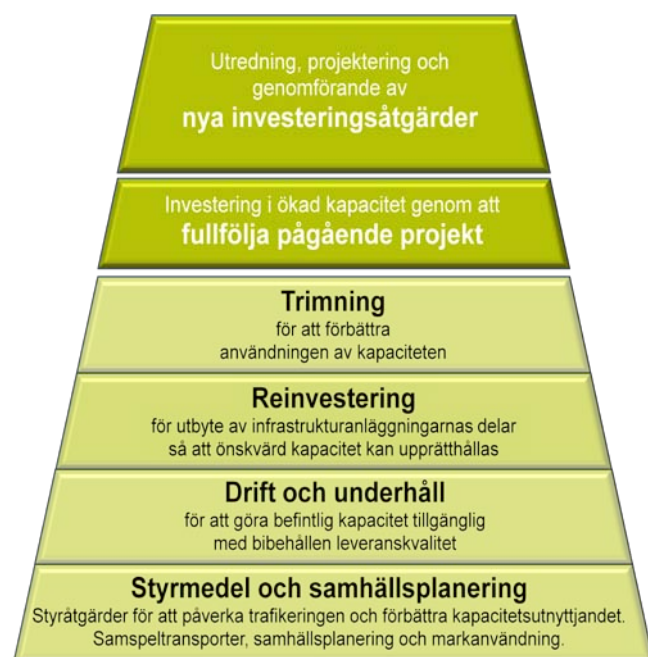 Utredning, projektering och
genomförande av
nya investeringsåtgärder
Investering i ökad kapacitet genom att
fullfölja pågående projekt
Trimning
för att förbättra
användningen av kapaciteten
Reinvestering
för utbyte av infrastrukturanläggningarnas delar
så att önskvärd kapacitet kan upprätthållas
Drift och underhåll
för att göra befintlig kapacitet tillgänglig
med bibehållen leveranskvalitet
Styrmedel och samhällsplanering
Styråtgärder för att påverka trafikeringen och förbättra kapacitetsutnyttjandet.
Samspeltransporter, samhällsplanering och markanvändning.